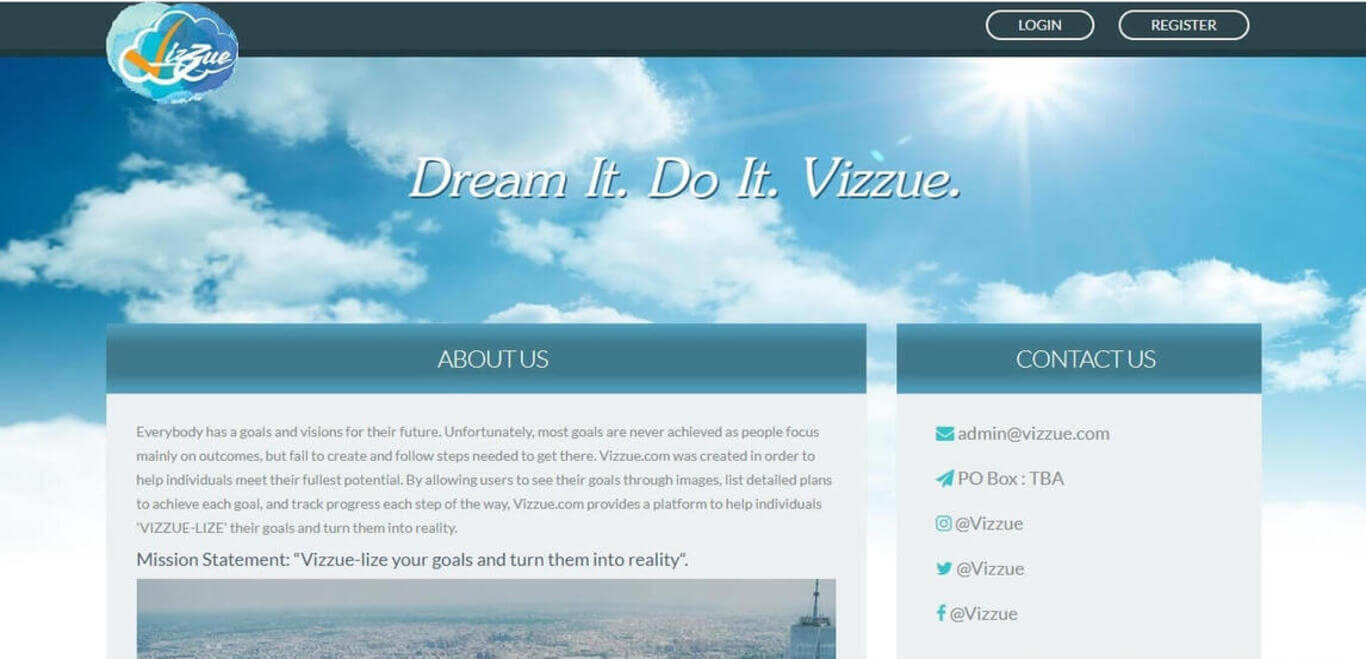 Vizzue
LOGIN
REGISTER
Dream It. Do It. Vizzue.
ABOUT US
Everybody has a goals and visions for their future. Unfortunately, most goals are never achieved as people focus
mainly on outcomes, but fail to create and follow steps needed to get there. Vizzue.com was created in order to
help individuals meet their fullest potential. By allowing users to see their goals through images, list detailed plans
to achieve each goal, and track progress each step of the way, Vizzue.com provides a platform to help individuals
'VIZZUE-LIZE' their goals and turn them into reality.
Mission Statement: “Vizzue-lize your goals and turn them into reality“.
CONTACT US
admin@vizzue.com
PO Box : TBA
@Vizzue
@Vizzue
@Vizzue